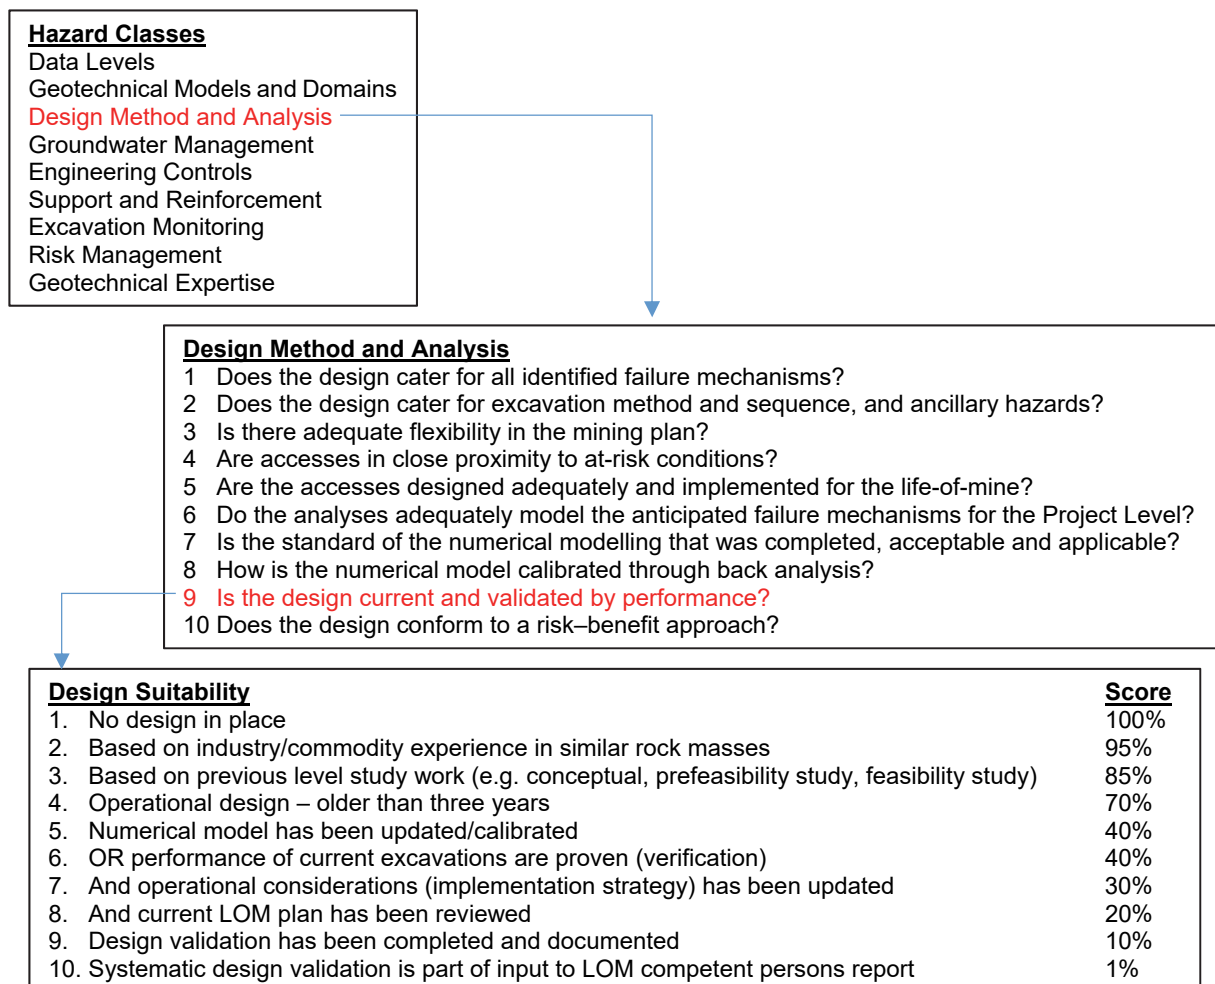 Hazard Classes
Data Levels
Geotechnical Models and Domains
Design Method and Analysis
Groundwater Management
Engineering Controls
Support and Reinforcement
Excavation Monitoring
Risk Management
Geotechnical Expertise
Design Method and Analysis
1 Does the design cater for all identified failure mechanisms?
2 Does the design cater for excavation method and sequence, and ancillary hazards?
3 Is there adequate flexibility in the mining plan?
4 Are accesses in close proximity to at-risk conditions?
5 Are the accesses designed adequately and implemented for the life-of-mine?
6 Do the analyses adequately model the anticipated failure mechanisms for the Project Level?
7 Is the standard of the numerical modelling that was completed, acceptable and applicable?
8 How is the numerical model calibrated through back analysis?
9 Is the design current and validated by performance?
10 Does the design conform to a risk–benefit approach?
Design Suitability Score
1. No design in place 100%
2. Based on industry/commodity experience in similar rock masses 95%
3. Based on previous level study work (e.g. conceptual, prefeasibility study, feasibility study) 85%
4. Operational design – older than three years 70%
5. Numerical model has been updated/calibrated 40%
6. OR performance of current excavations are proven (verification) 40%
7. And operational considerations (implementation strategy) has been updated 30%
8. And current LOM plan has been reviewed 20%
9. Design validation has been completed and documented 10%
10. Systematic design validation is part of input to LOM competent persons report 1%